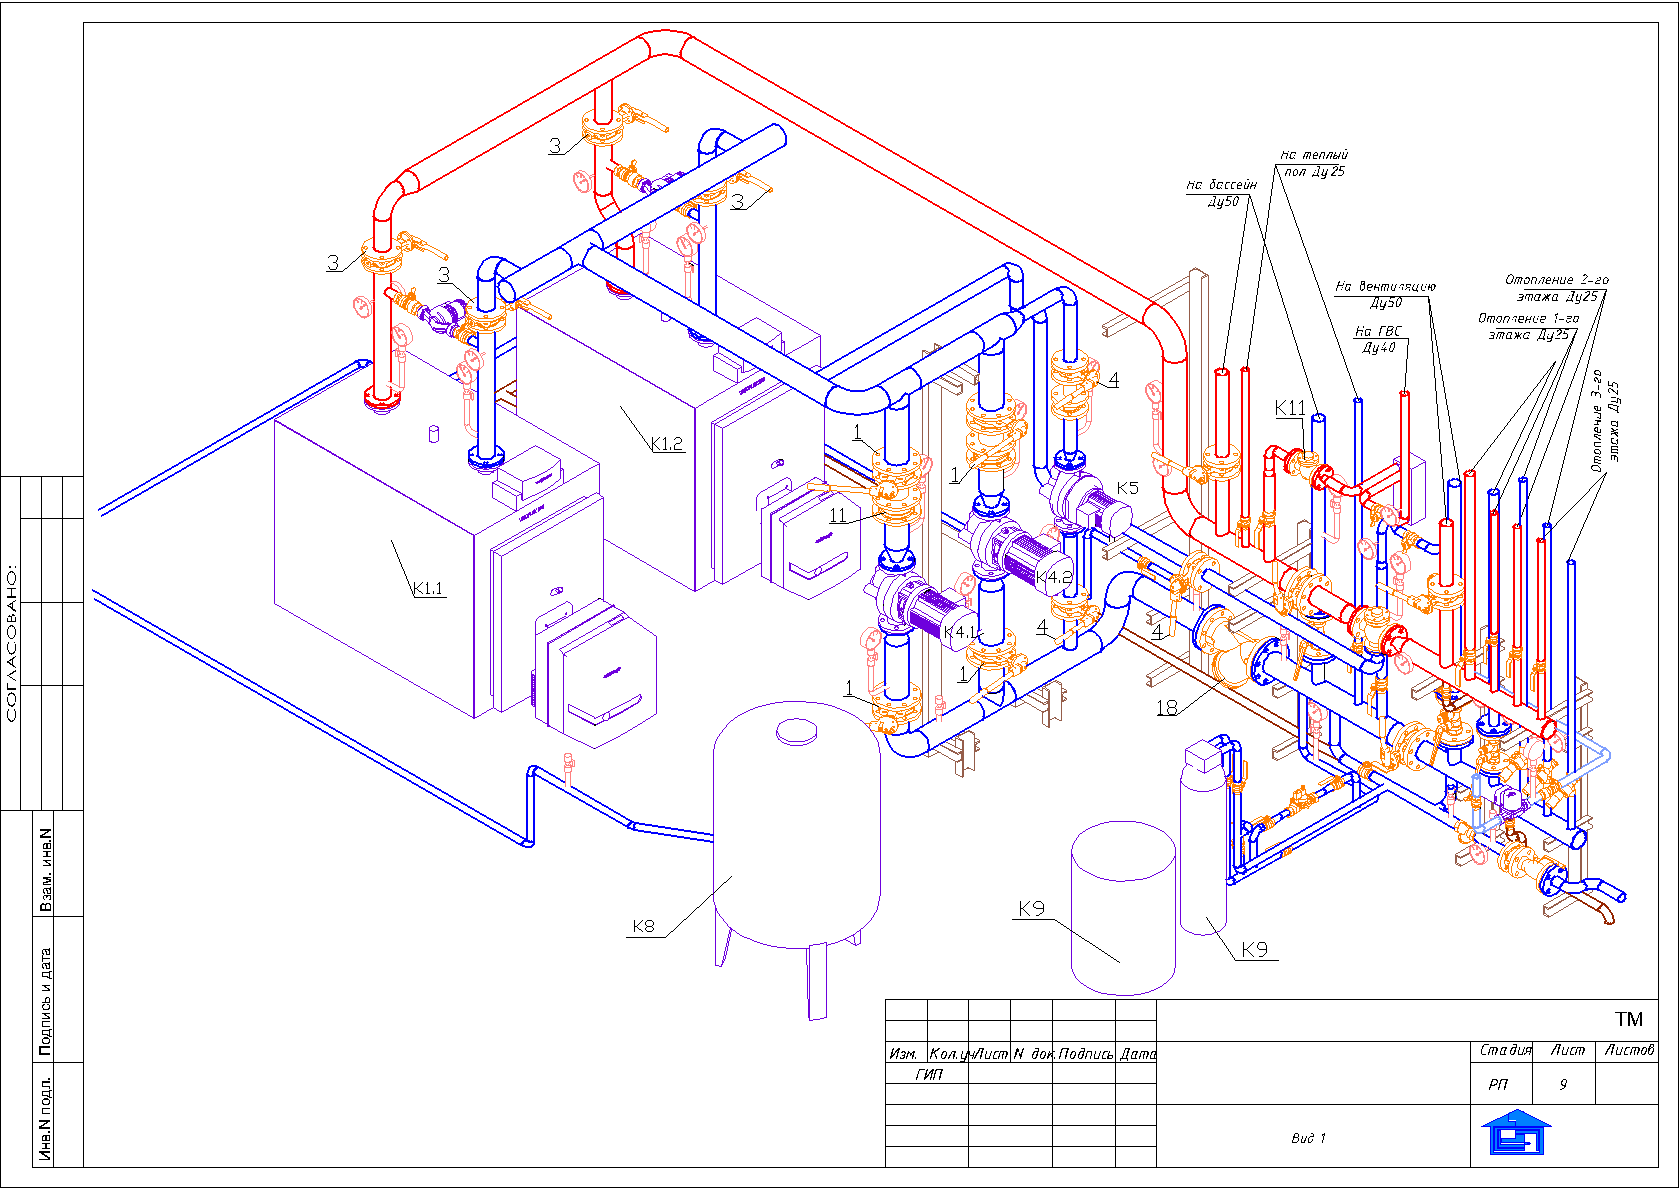 На теплый
пол Ду25
На бассейн
Ду50
На вентиляцию
Ду50
На ГВС
Ду40
Отопление 2-го
этажа Ду25
Отопление 1-го
этажа Ду25
Отопление 3-го
этажа Ду25
3
3
3
3
К1.2
К1.1
1
11
1
4
К5
К4.2
К4.1
4
4
1
1
18
К11
К8
К9
К9
СОГЛАСОВАНО:
Взам. инв.N
Подпись и дата
Инв.N подл.
ТМ
Изм. Кол.уч Лист N док. Подпись Дата
ГИП
Стадия Лист Листов
РП 9
Вид 1